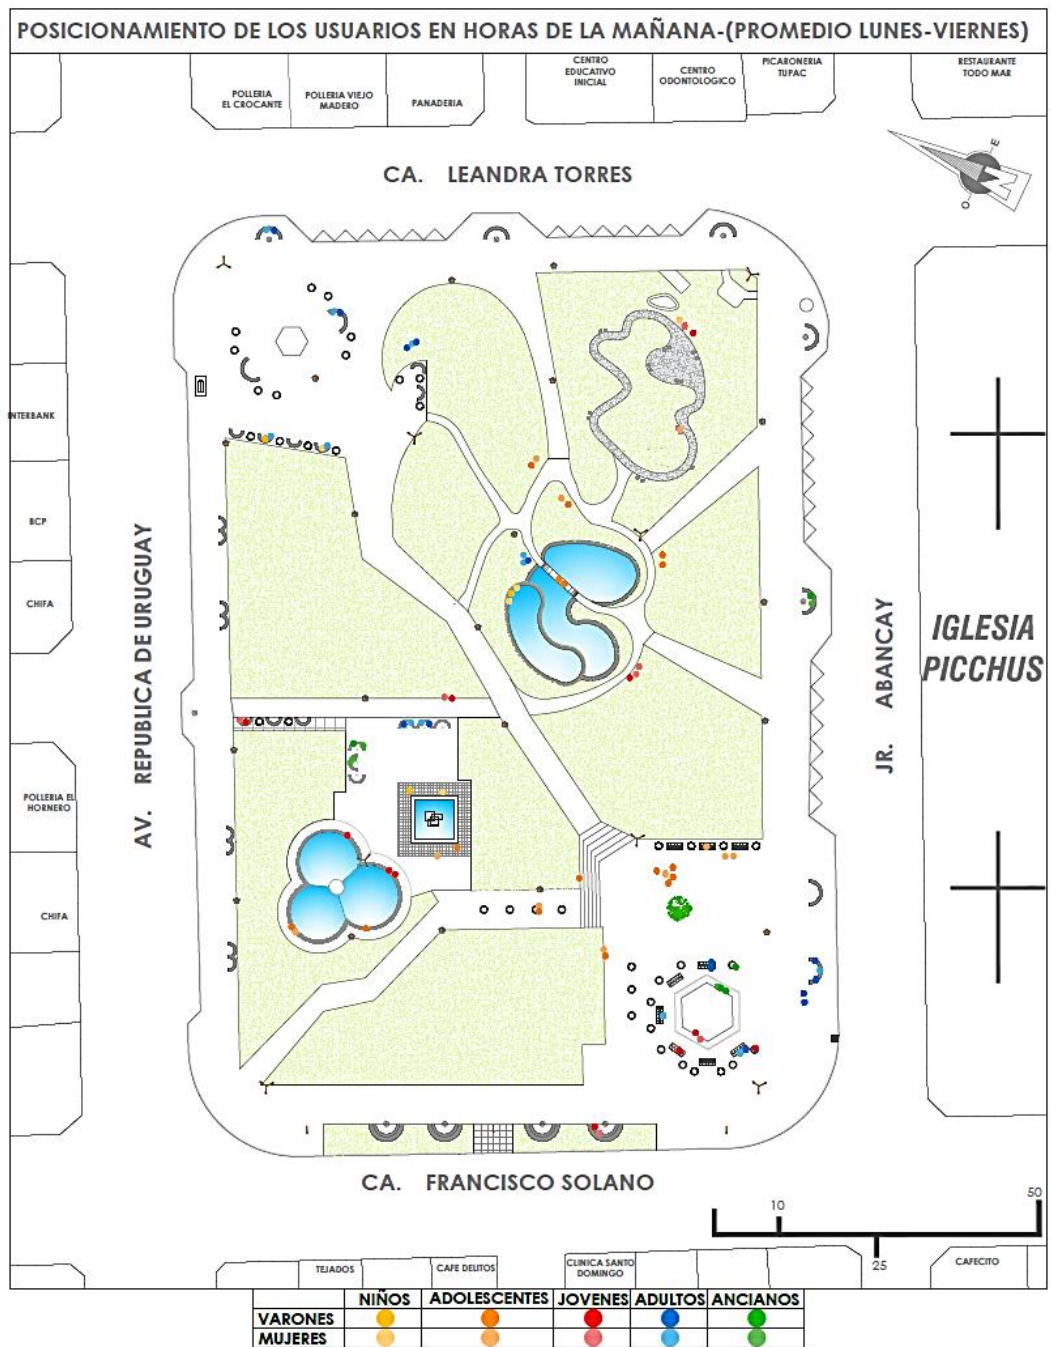 POSICIONAMIENTO DE LOS USUARIOS EN HORAS DE LA MAÑANA-(PROMEDIO LUNES-VIERNES)
POLLERIA
EL CROCANTE
POLLERIA VIEJO
MADERO
PANADERIA
CENTRO
EDUCATIVO
INICIAL
CENTRO
ODONTOLOGICO
PICARONERIA
TUPAC
RESTAURANTE
TODO MAR
CA. LEANDRA TORRES
E
N
O
INTERBANK
BCP
CHIFA
AV. REPUBLICA DE URUGUAY
POLLERIA EL
HORNERO
CHIFA
JR. ABANCAY
IGLESIA
PICCHUS
CA. FRANCISCO SOLANO
10
50
25
TEJADOS
CAFE DELITOS
CLINICA SANTO
DOMINGO
CAFECITO
NIÑOS ADOLESCENTES JOVENES ADULTOS ANCIANOS
VARONES
MUJERES